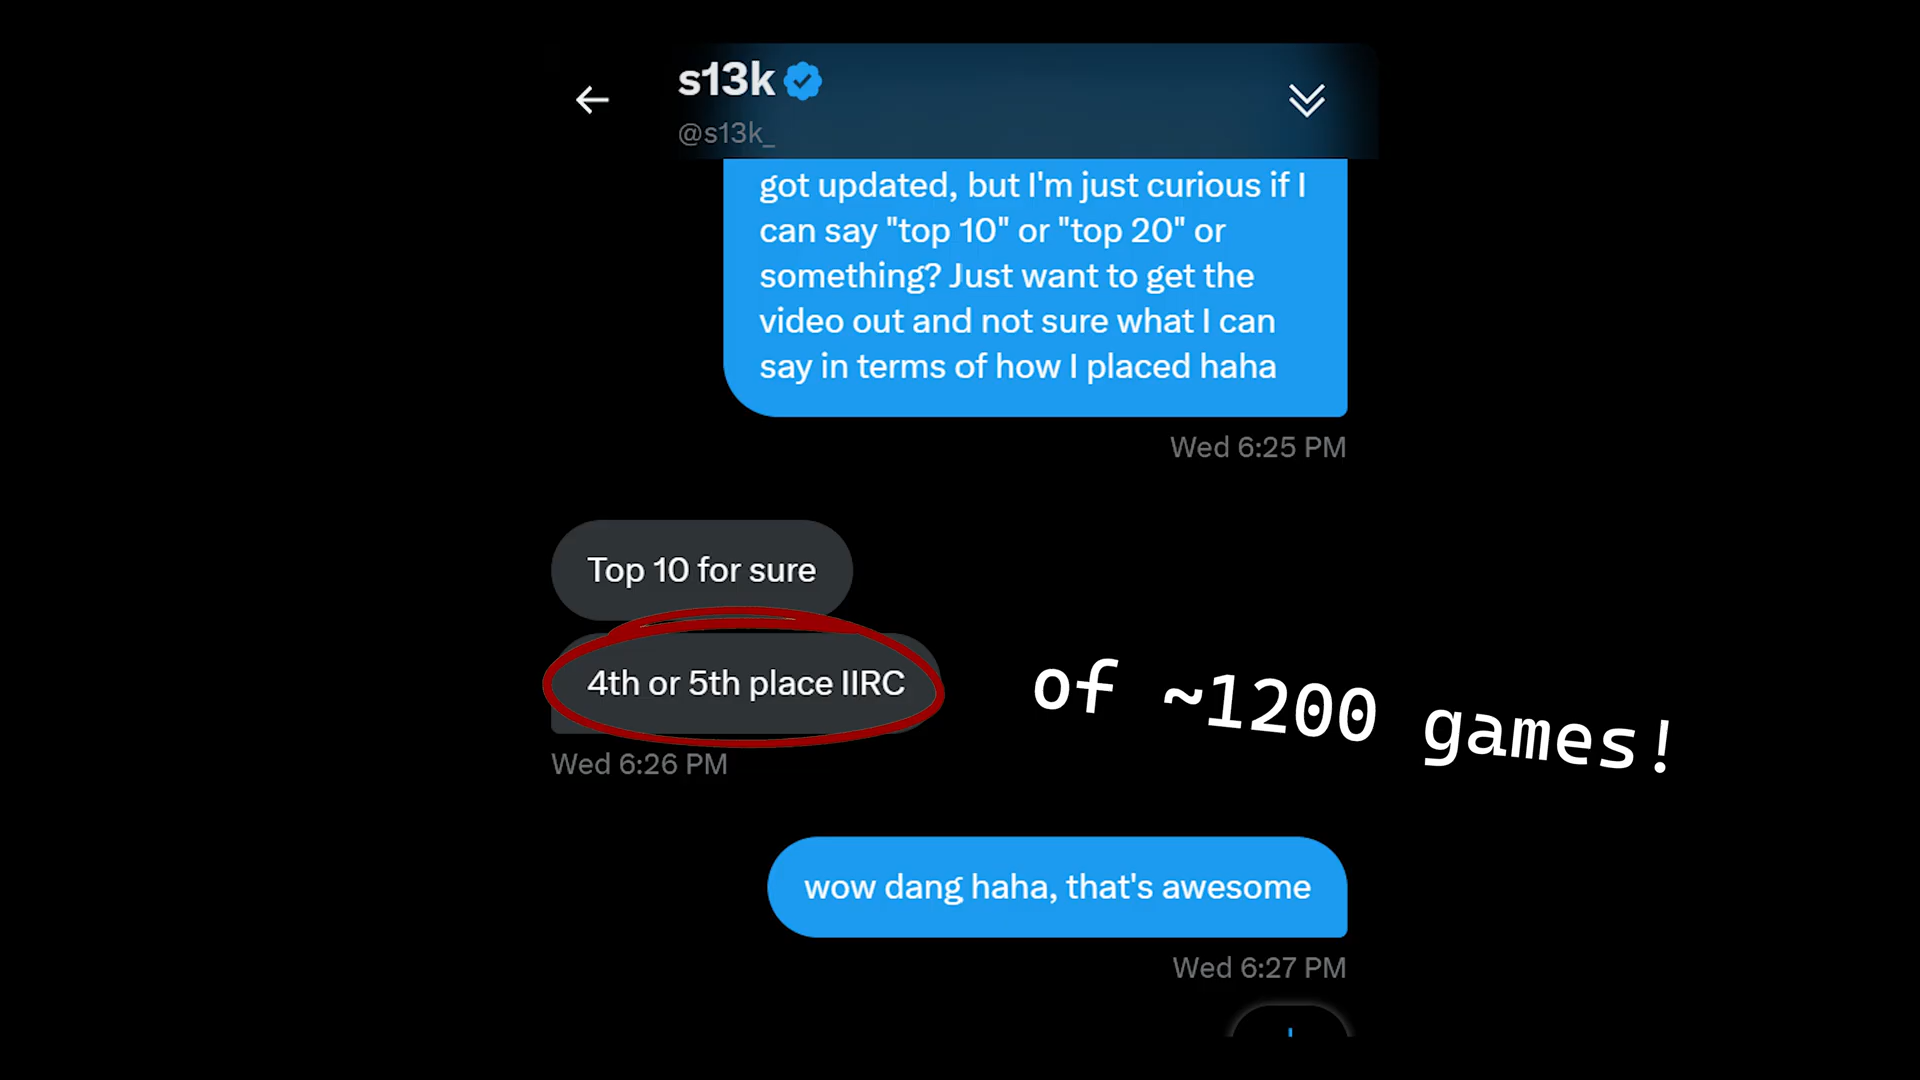 s13k
@s13k_
got updated, but I'm just curious if I
can say "top 10" or "top 20" or
something? Just want to get the
video out and not sure what I can
say in terms of how I placed haha
Wed 6:25 PM
Top 10 for sure
4th or 5th place IIRC
of ~1200 games!
Wed 6:26 PM
wow dang haha, that's awesome
Wed 6:27 PM